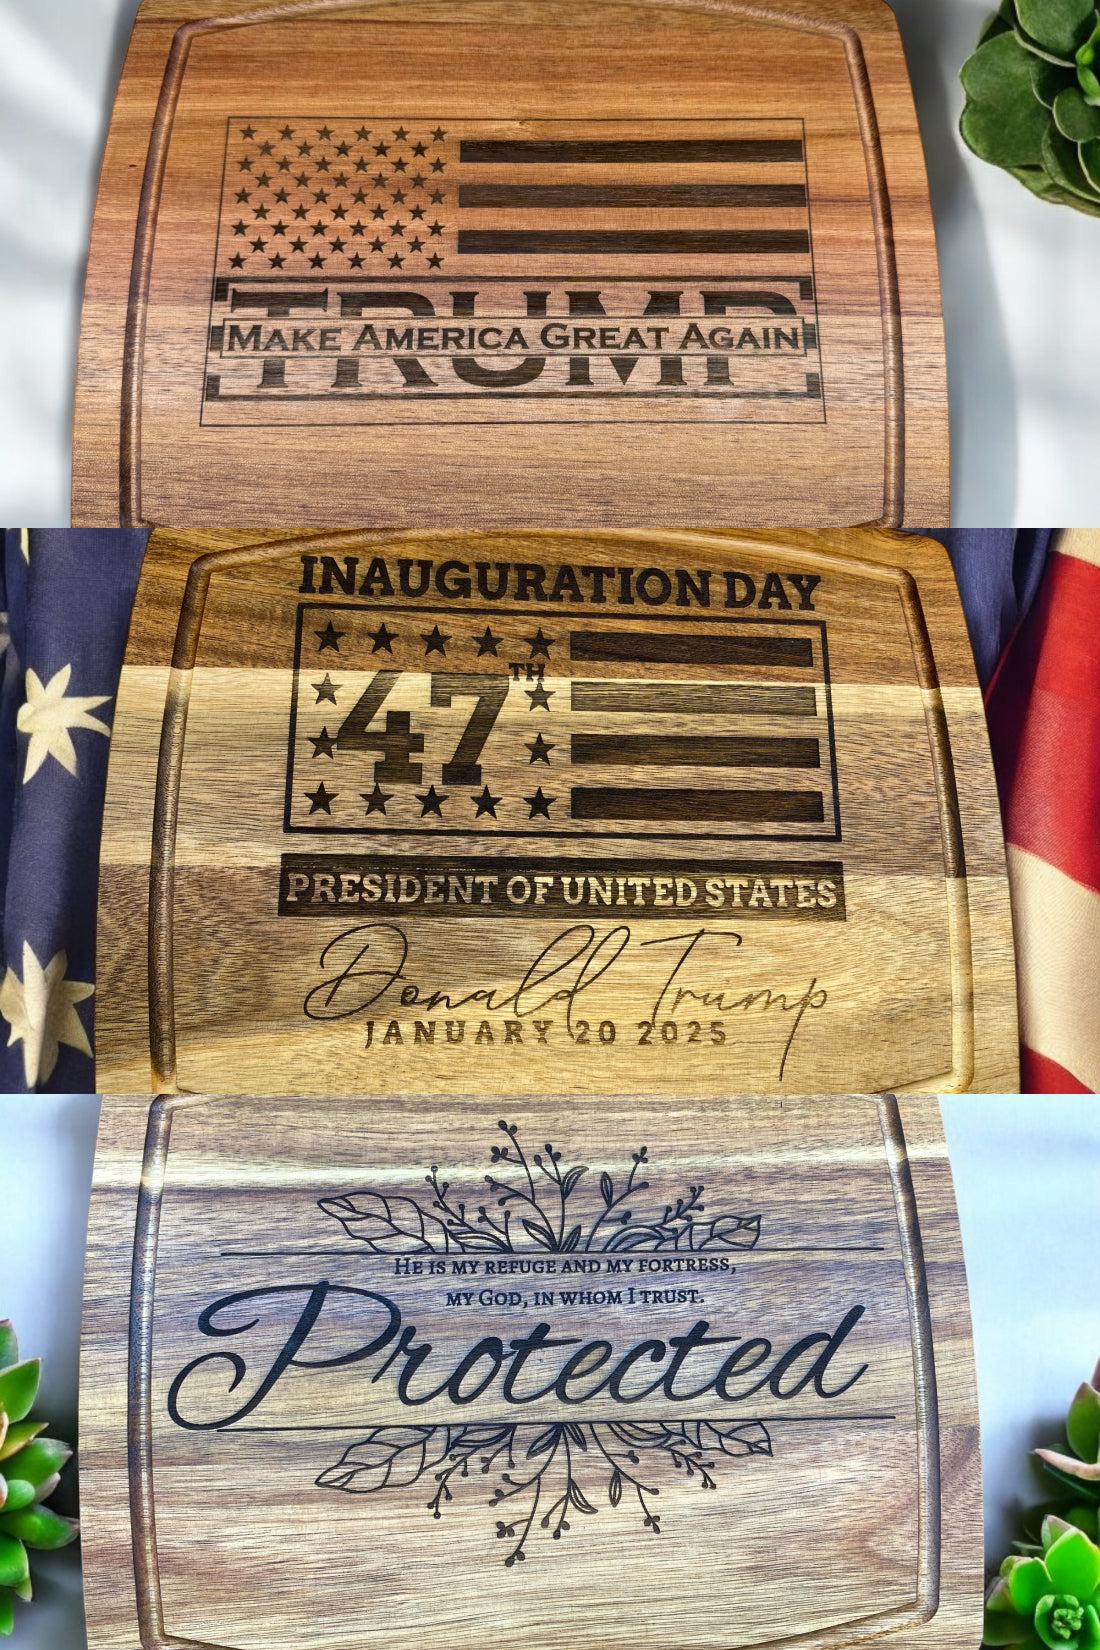 TRUMP
Make America Great Again
INAUGURATION DAY
47TH
PRESIDENT OF UNITED STATES
Donald Trump
JANUARY 20 2025
He is my refuge and my fortress,
my God, in whom I trust.
Protected